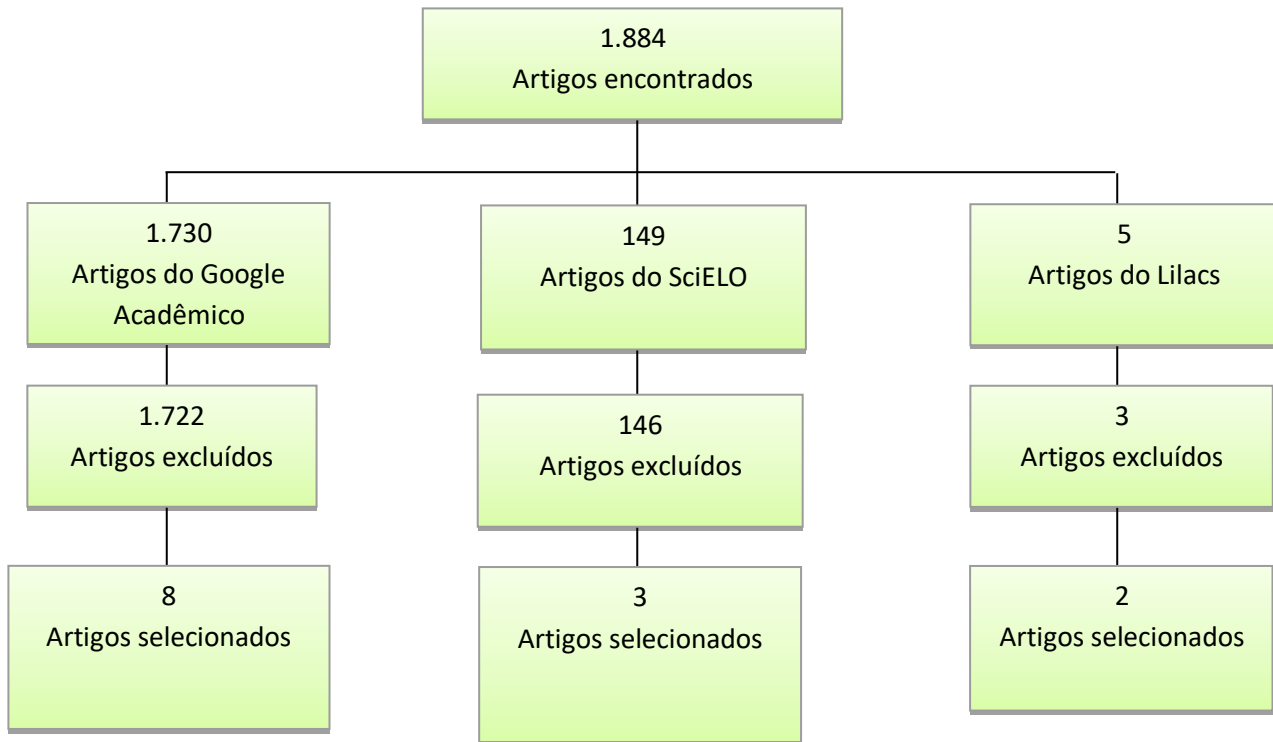 1.884
Artigos encontrados
1.730
Artigos do Google
Acadêmico
149
Artigos do SciELO
5
Artigos do Lilacs
1.722
Artigos excluídos
146
Artigos excluídos
3
Artigos excluídos
8
Artigos selecionados
3
Artigos selecionados
2
Artigos selecionados